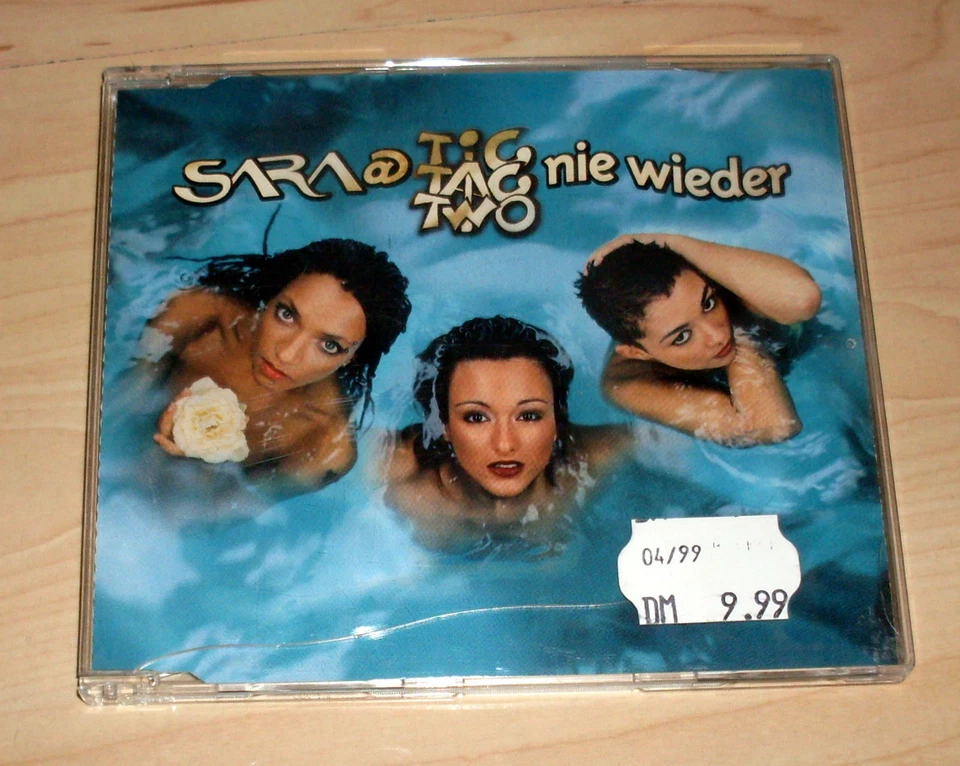 SARA @ TIC TAC TWO nie wieder
04/99
DM 9.99